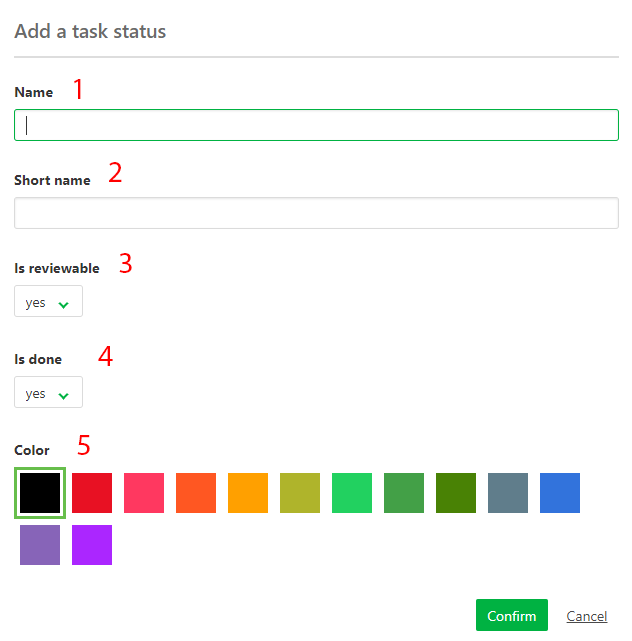 Add a task status
Name 1
Short name 2
Is reviewable 3
yes
Is done 4
yes
Color 5
Confirm Cancel